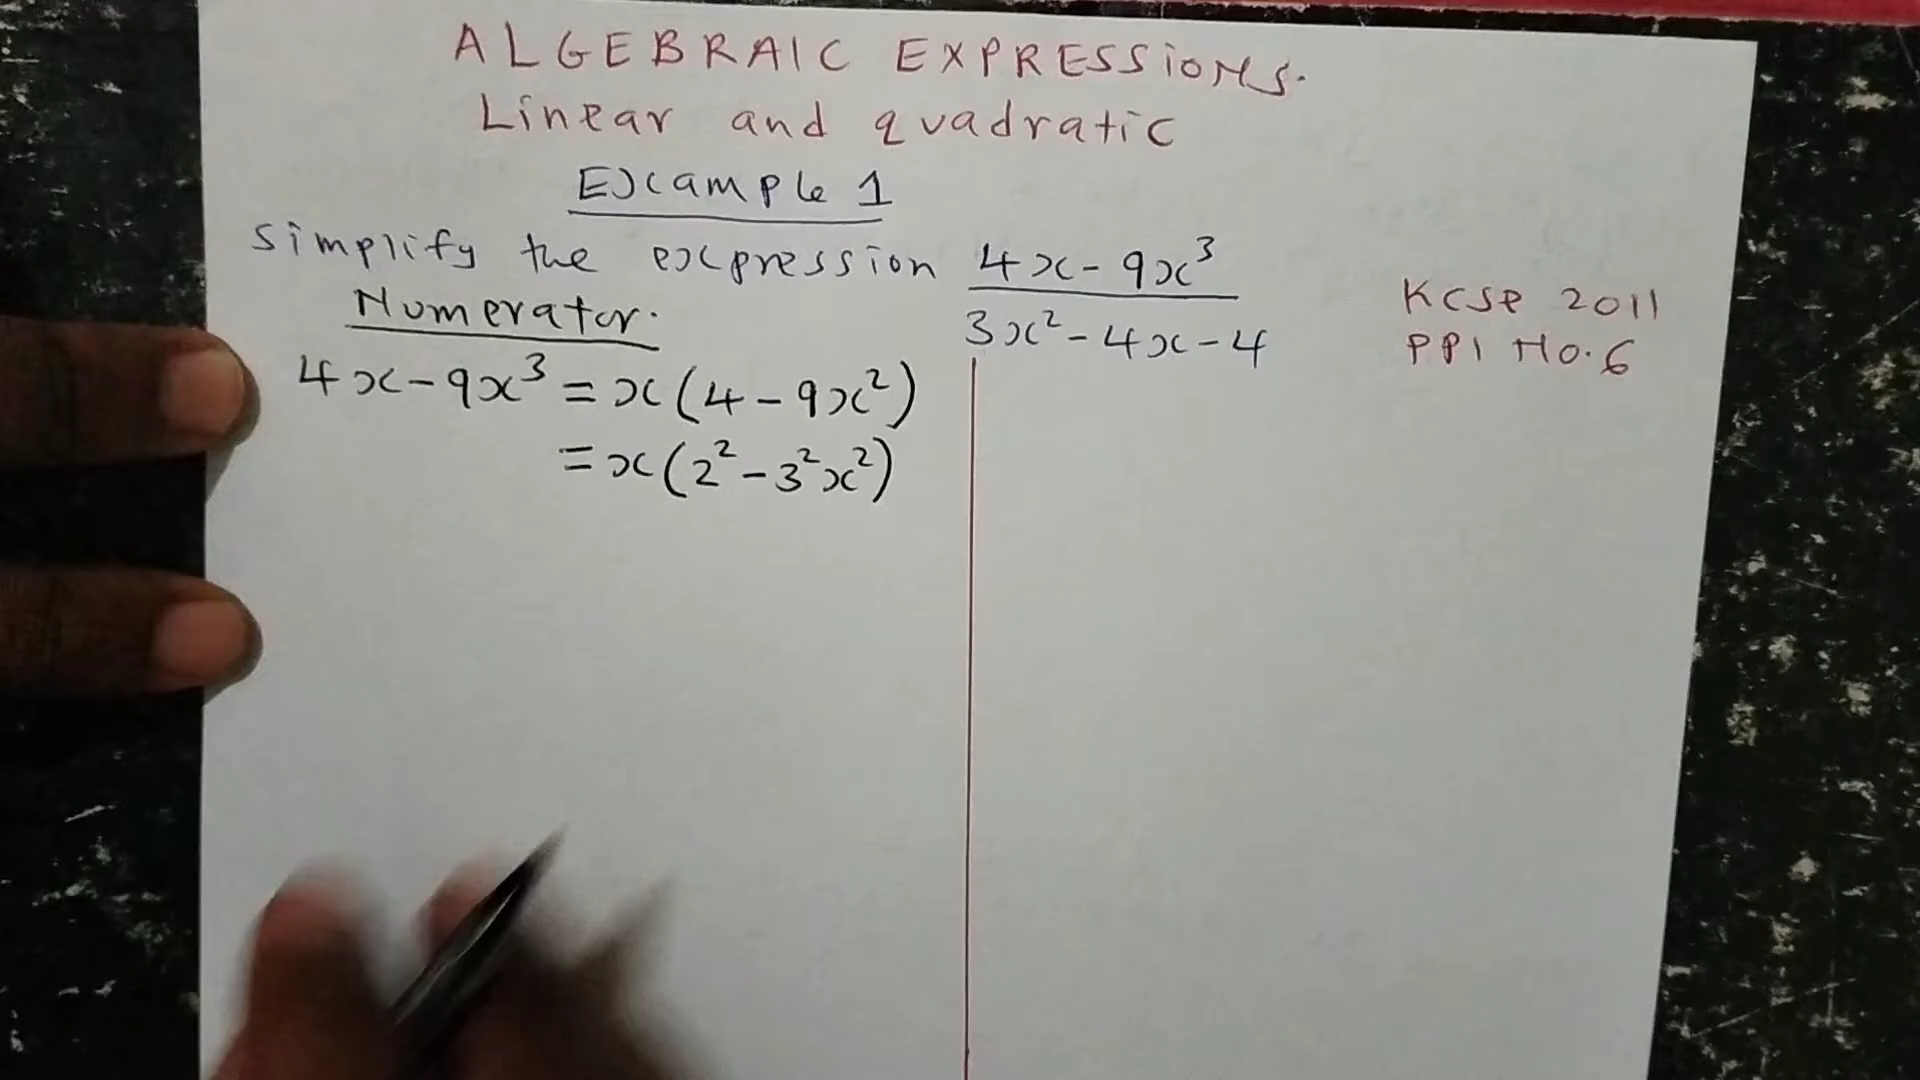 ALGEBRAIC EXPRESSIONS.
Linear and quadratic
Example 1
Simplify the expression 4x - 9x³
3x² - 4x - 4
KCSE 2011
PP1 No. 6
Numerator.
4x - 9x³ = x(4 - 9x²)
= x(2² - 3²x²)